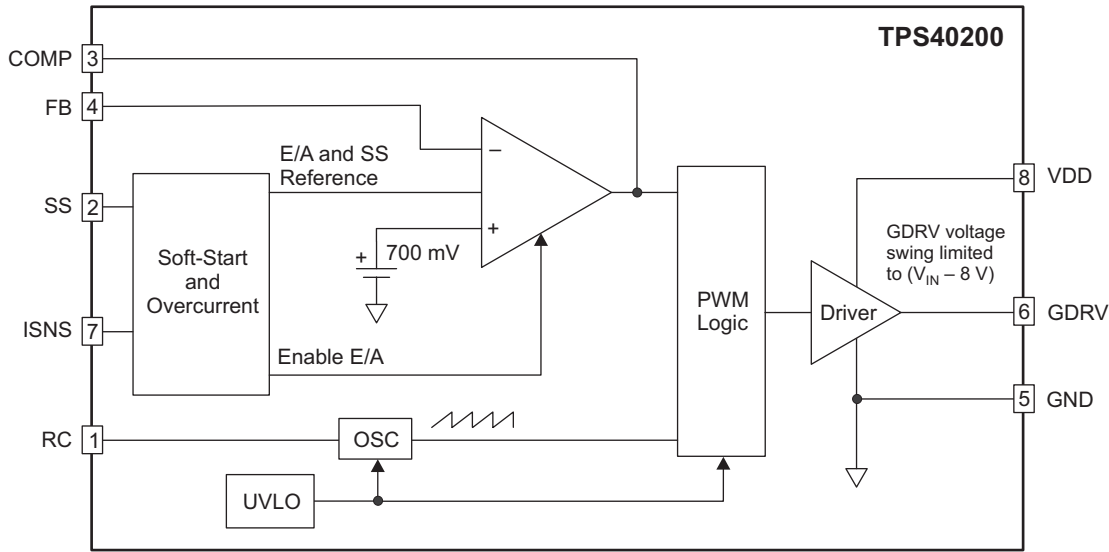 TPS40200
COMP
3
FB
4
E/A and SS
Reference
–
SS
2
+
+
700 mV
Soft-Start
and
Overcurrent
ISNS
7
Enable E/A
RC
1
OSC
UVLO
PWM
Logic
Driver
GDRV voltage
swing limited
to (VIN – 8 V)
8
VDD
6
GDRV
5
GND